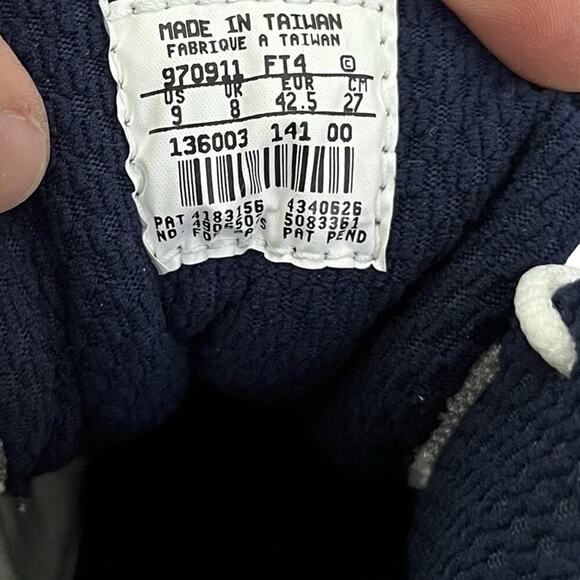 MADE IN TAIWAN
FABRIQUE A TAIWAN
970911 FT4 C
US UK EUR CM
9 8 42.5 27
136003 141 00
PAT 4183156 4340626
5083361
NO. PAT PEND